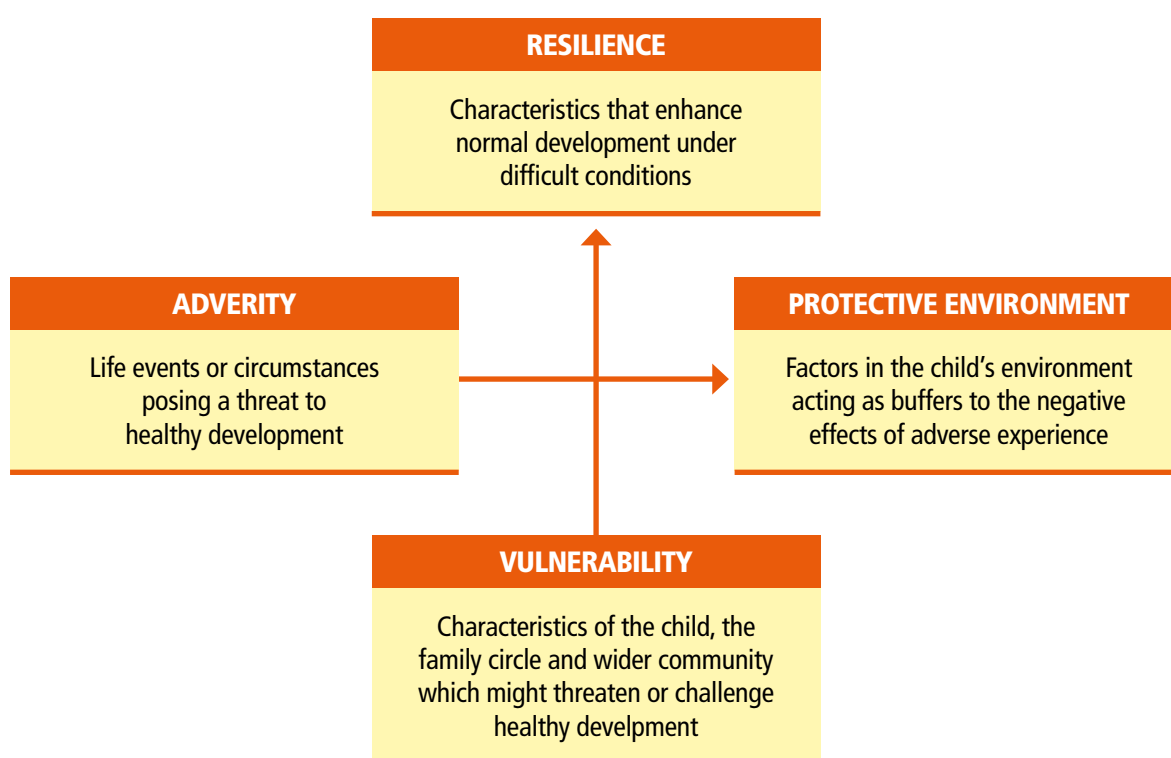 RESILIENCE
Characteristics that enhance
normal development under
difficult conditions
ADVERITY
Life events or circumstances
posing a threat to
healthy development
PROTECTIVE ENVIRONMENT
Factors in the child’s environment
acting as buffers to the negative
effects of adverse experience
VULNERABILITY
Characteristics of the child, the
family circle and wider community
which might threaten or challenge
healthy develpment